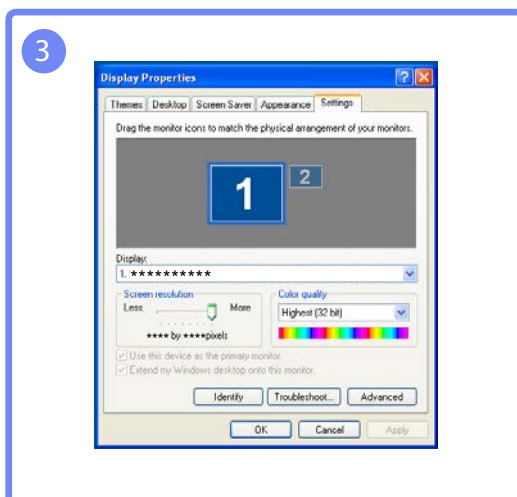 3
Display Properties
Themes Desktop Screen Saver Appearance Settings
Drag the monitor icons to match the physical arrangement of your monitors.
1 2
Display:
1. **********
Screen resolution Color quality
Less More Highest (32 bit)
**** by ****pixels
Use this device as the primary monitor.
Extend my Windows desktop onto this monitor.
Identify Troubleshoot... Advanced
OK Cancel Apply